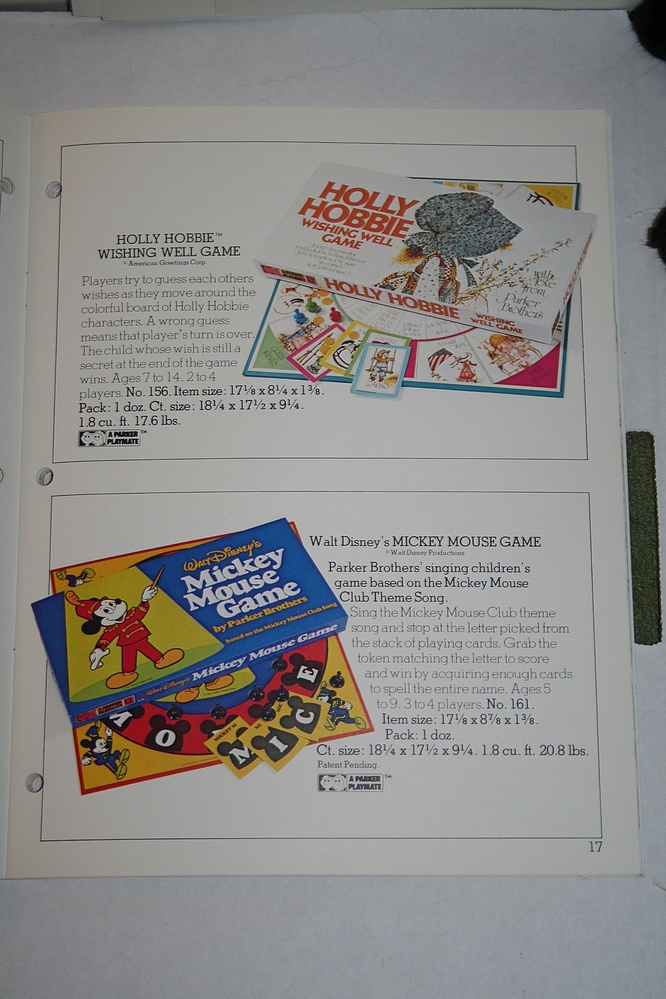 HOLLY HOBBIE™
WISHING WELL GAME
© American Greetings Corp.
Players try to guess each others
wishes as they move around the
colorful board of Holly Hobbie
characters. A wrong guess
means that player's turn is over.
The child whose wish is still a
secret at the end of the game
wins. Ages 7 to 14. 2 to 4
players. No. 156. Item size: 17⅛ x 8¼ x 1⅜.
Pack: 1 doz. Ct. size: 18¼ x 17½ x 9¼.
1.8 cu. ft. 17.6 lbs.
A PARKER
PLAYMATE™
HOLLY
HOBBIE
WISHING WELL
GAME
with
love
from
Parker
Brothers
HOLLY HOBBIE
WISHING WELL GAME
Walt Disney's MICKEY MOUSE GAME
© Walt Disney Productions
Parker Brothers' singing children's
game based on the Mickey Mouse
Club Theme Song.
Sing the Mickey Mouse Club theme
song and stop at the letter picked from
the stack of playing cards. Grab the
token matching the letter to score
and win by acquiring enough cards
to spell the entire name. Ages 5
to 9. 3 to 4 players. No. 161.
Item size: 17⅛ x 8⅞ x 1⅜.
Pack: 1 doz.
Ct. size: 18¼ x 17½ x 9¼. 1.8 cu. ft. 20.8 lbs.
Patent Pending.
A PARKER
PLAYMATE™
WALT DISNEY'S
Mickey
Mouse
Game
by Parker Brothers
based on the Mickey Mouse Club Song
Walt Disney's Mickey Mouse Game
O
E
M I C
17